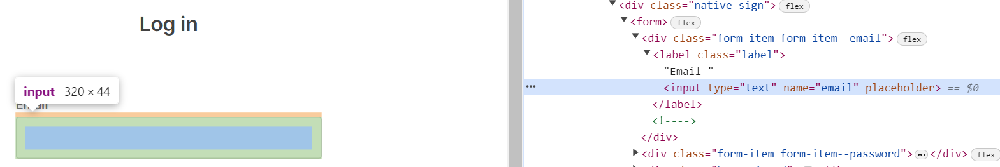 Log in
input 320 × 44
Email
<div class="native-sign"> flex
<form> flex
<div class="form-item form-item--email"> flex
<label class="label">
"Email "
••• <input type="text" name="email" placeholder> == $0
</label>
<!---->
</div>
<div class="form-item form-item--password">•••</div> flex